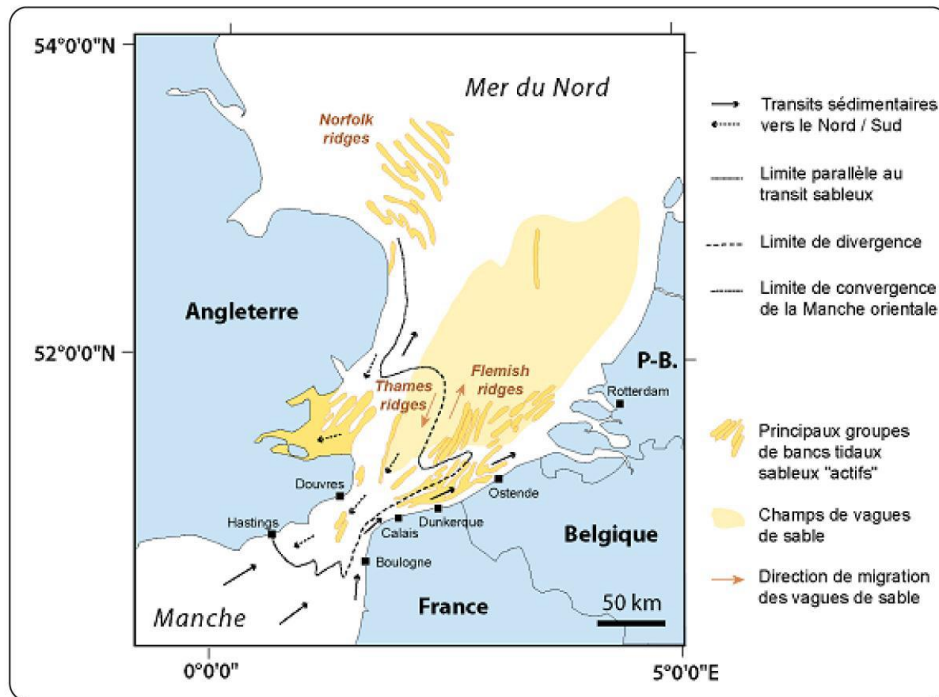 54°0'0"N
Mer du Nord
Norfolk
ridges
Angleterre
52°0'0"N
P-B.
Rotterdam
Thames
ridges
Flemish
ridges
Douvres
Ostende
Hastings
Dunkerque
Calais
Belgique
Boulogne
Manche
France
50 km
0°0'0"
5°0'0"E
Transits sédimentaires
vers le Nord / Sud
Limite parallèle au
transit sableux
Limite de divergence
Limite de convergence
de la Manche orientale
Principaux groupes
de bancs tidaux
sableux "actifs"
Champs de vagues
de sable
Direction de migration
des vagues de sable